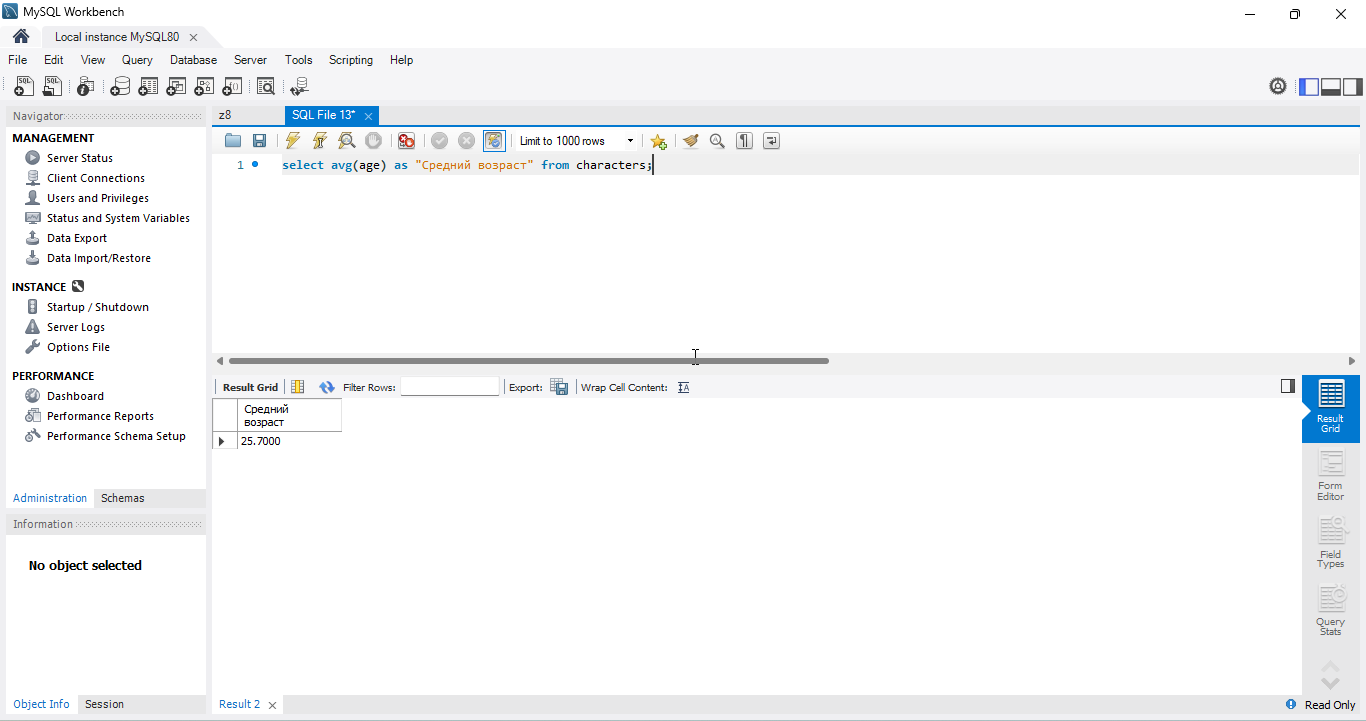 MySQL Workbench
Local instance MySQL80
File Edit View Query Database Server Tools Scripting Help
Navigator
MANAGEMENT
Server Status
Client Connections
Users and Privileges
Status and System Variables
Data Export
Data Import/Restore
INSTANCE
Startup / Shutdown
Server Logs
Options File
PERFORMANCE
Dashboard
Performance Reports
Performance Schema Setup
Administration Schemas
Information
No object selected
Object Info Session
z8 SQL File 13*
Limit to 1000 rows
1 select avg(age) as "Средний возраст" from characters;
Result Grid Filter Rows: Export: Wrap Cell Content:
Средний
возраст
25.7000
Result
Grid
Form
Editor
Field
Types
Query
Stats
Result 2 Read Only